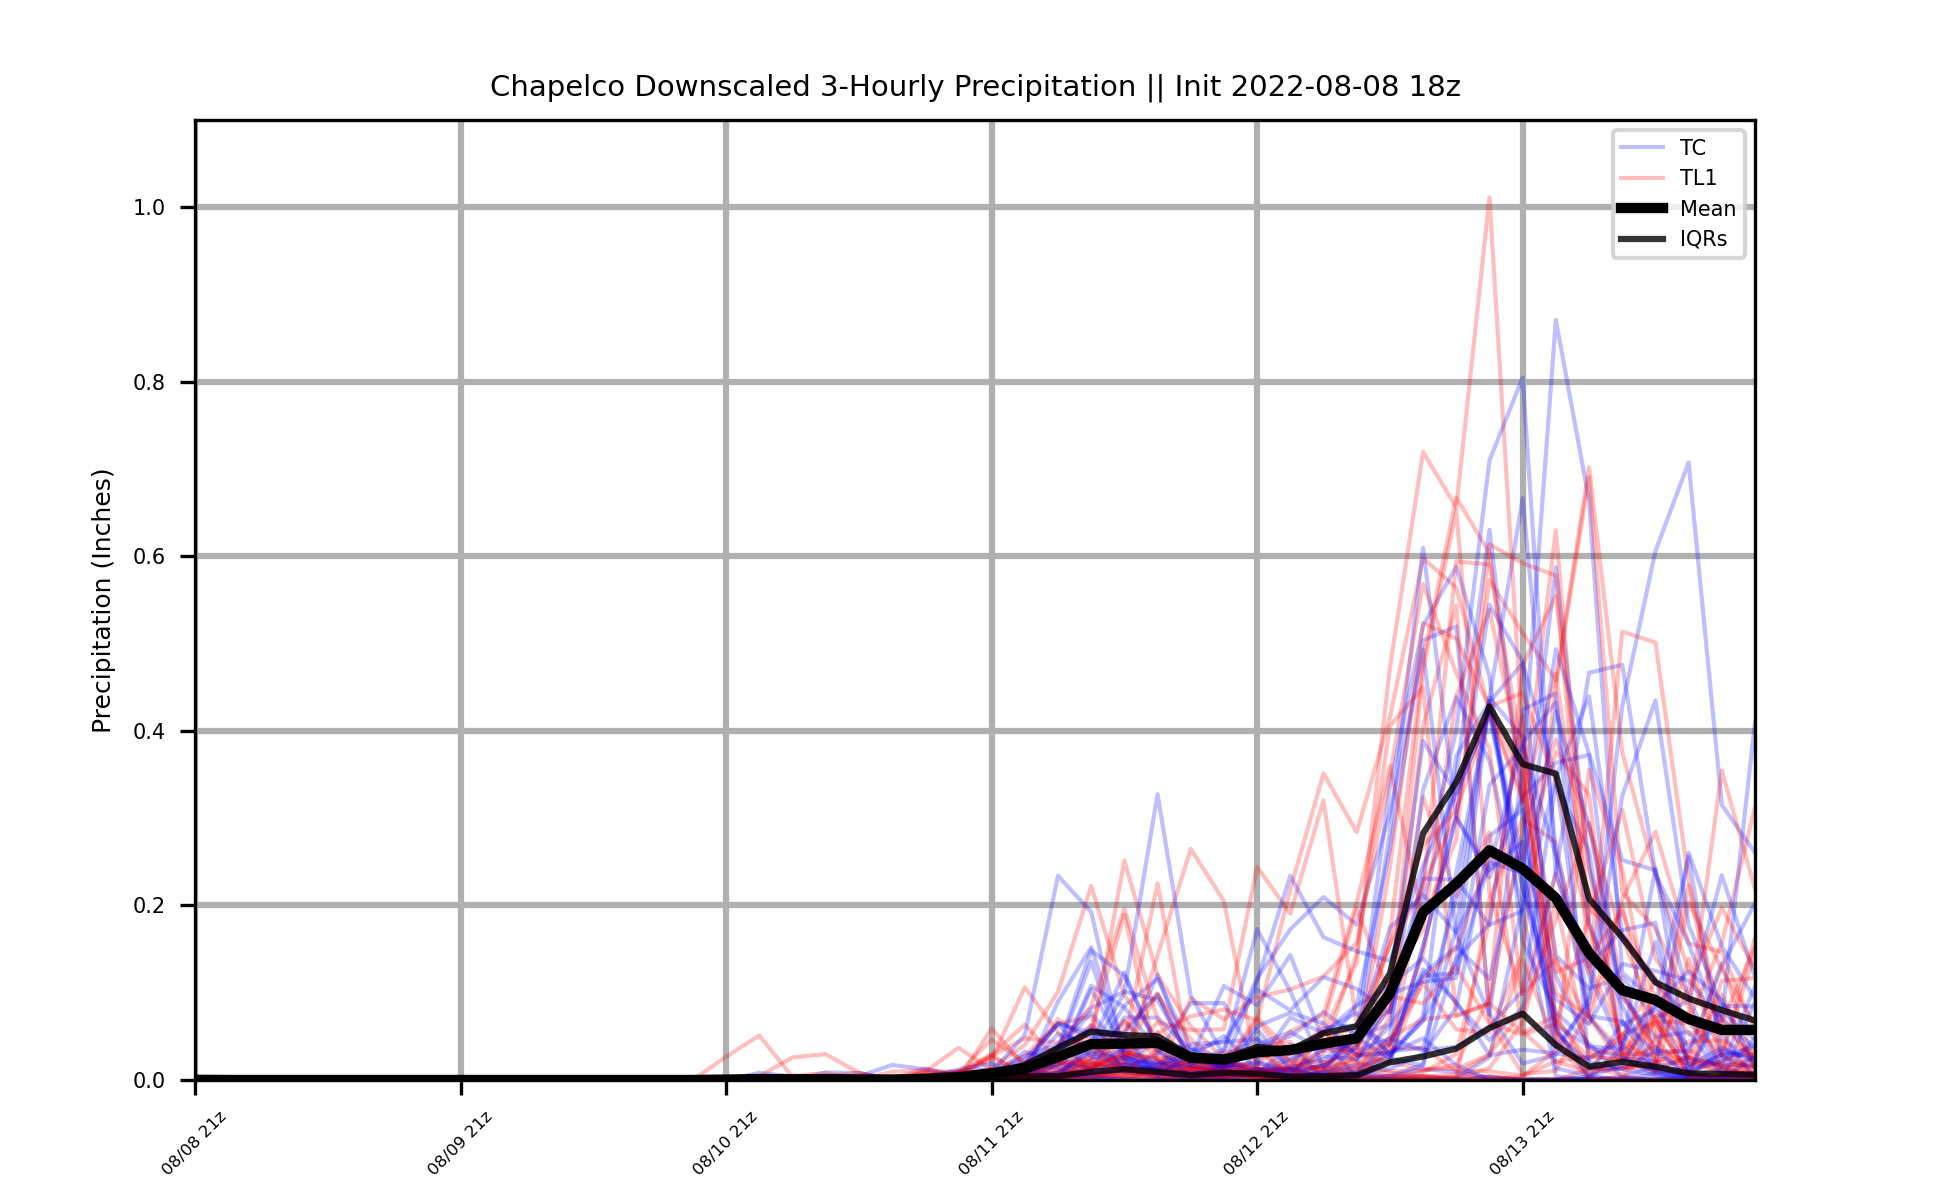 Chapelco Downscaled 3-Hourly Precipitation || Init 2022-08-08 18z
TC
TL1
Mean
IQRs
Precipitation (Inches)
1.0
0.8
0.6
0.4
0.2
0.0
08/08 21z
08/09 21z
08/10 21z
08/11 21z
08/12 21z
08/13 21z